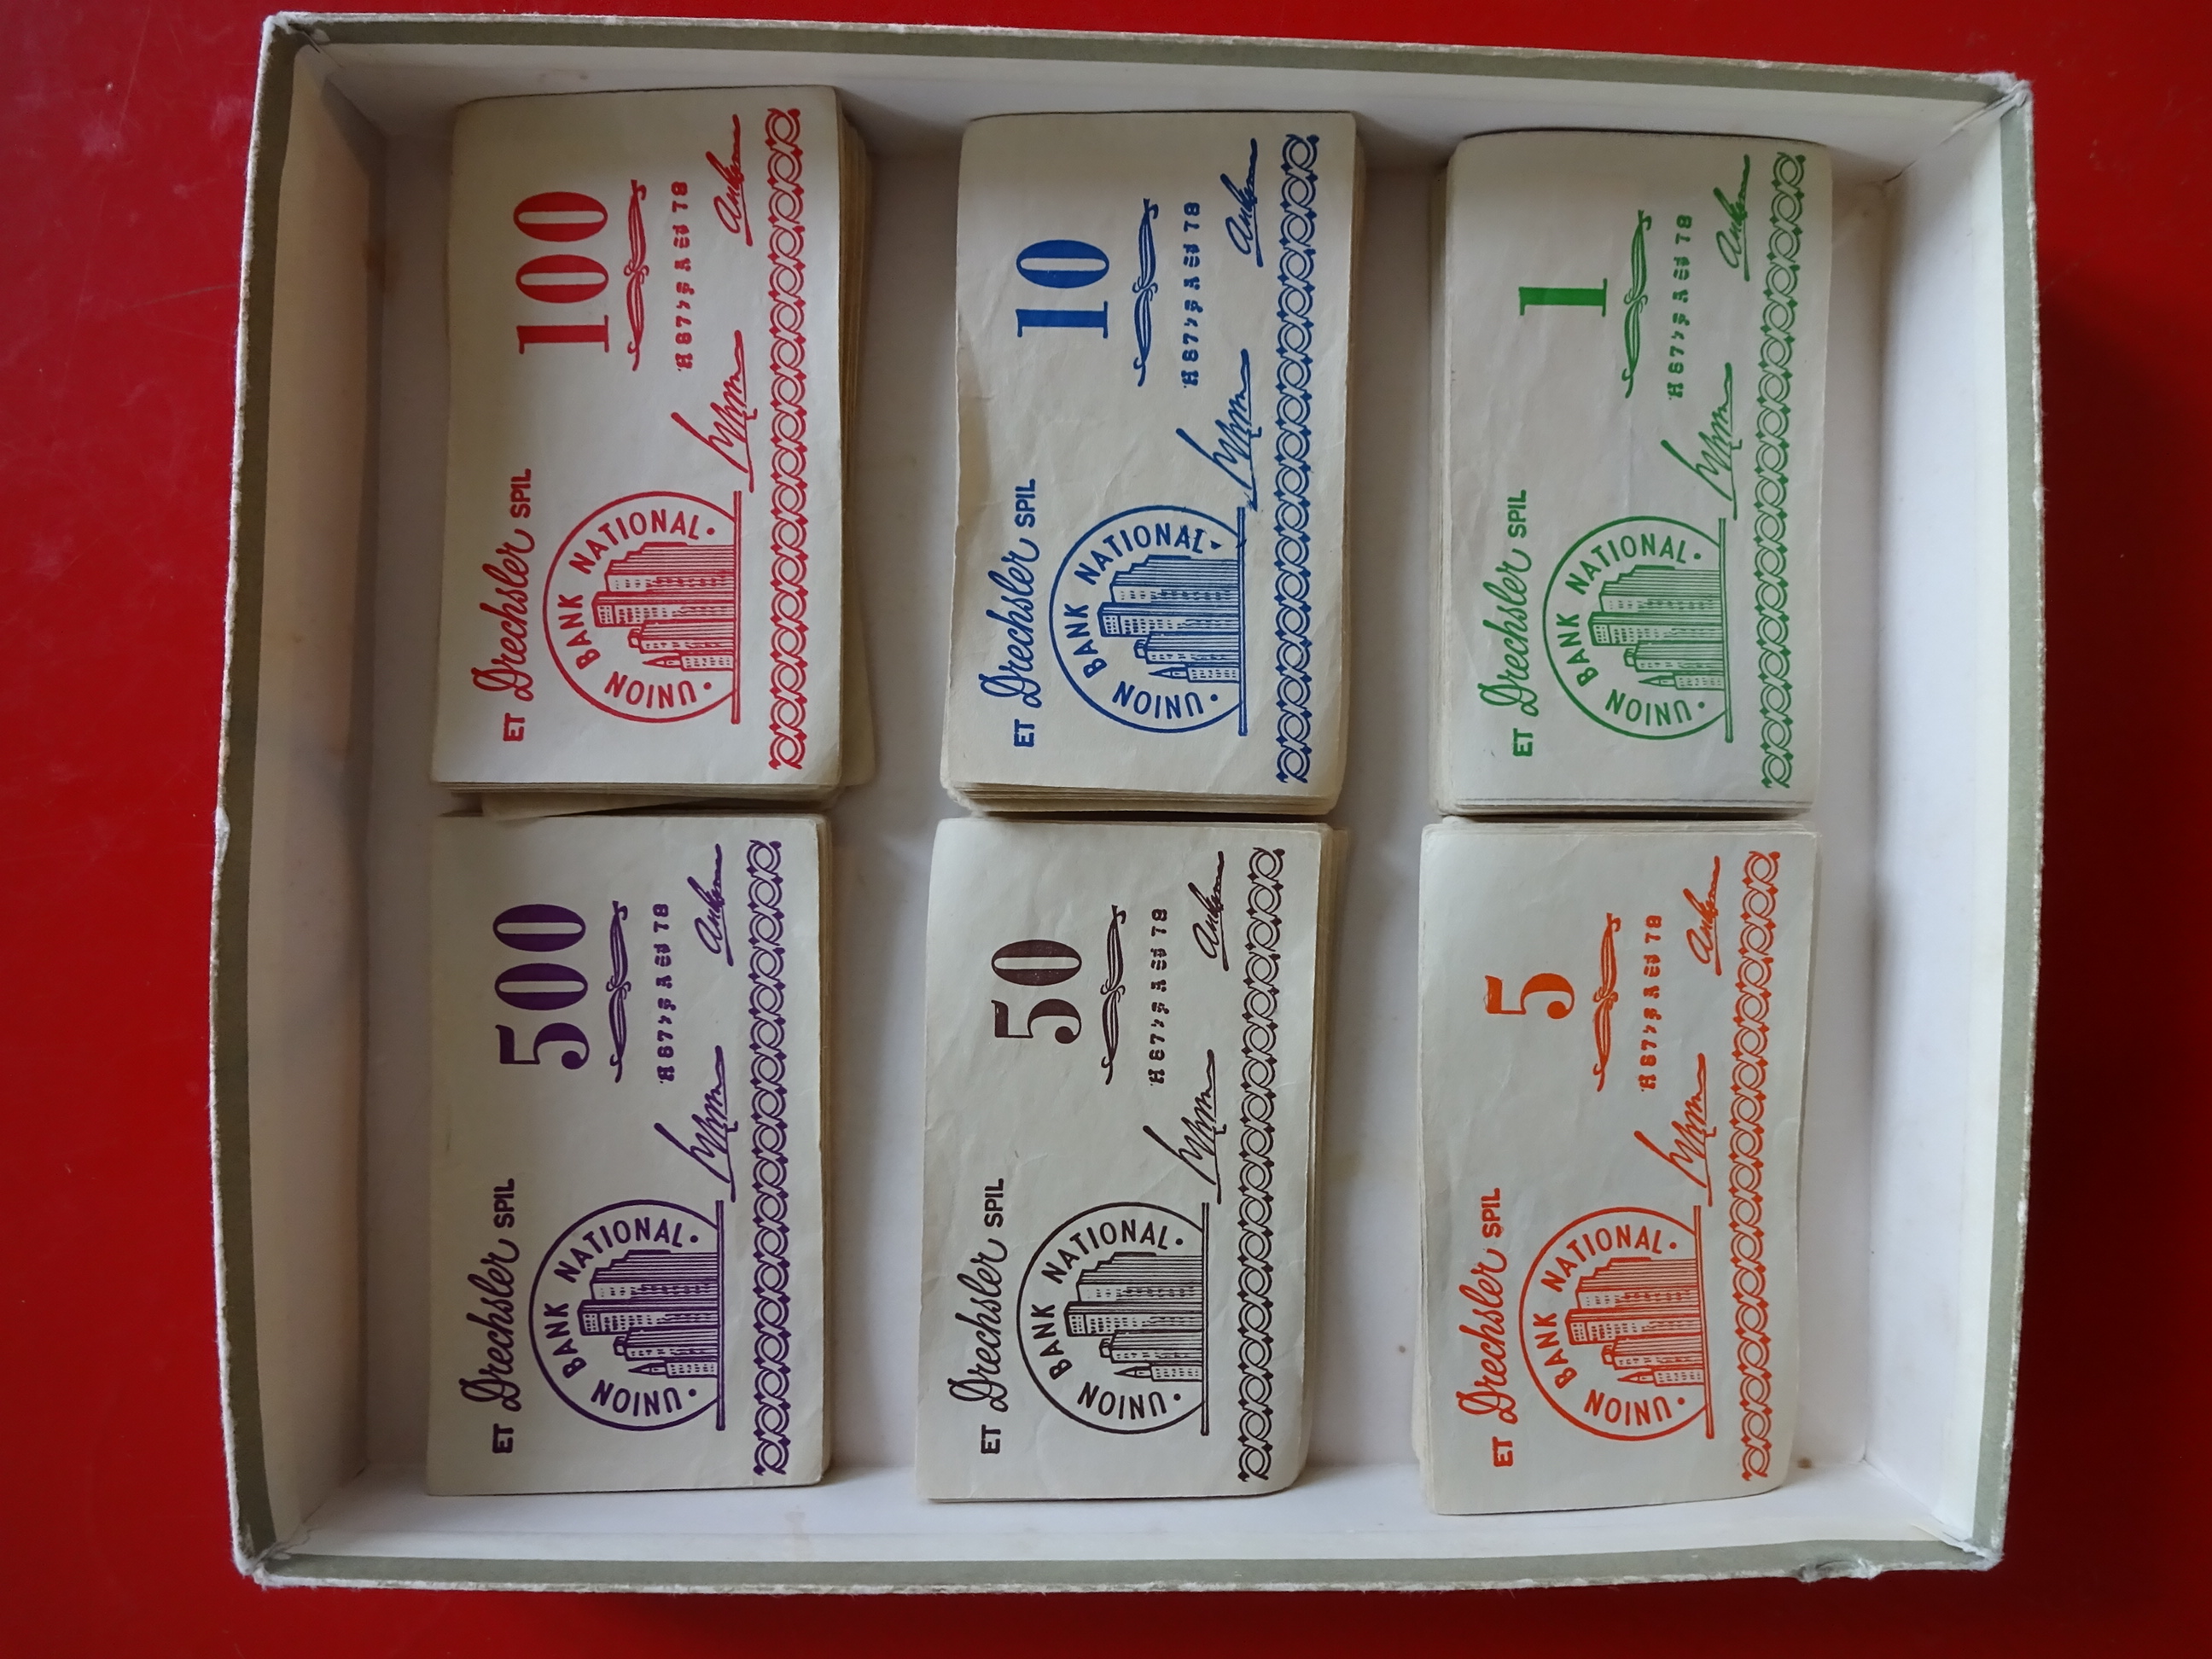 ET Drechsler SPIL
100
UNION BANK NATIONAL
ET Drechsler SPIL
10
UNION BANK NATIONAL
ET Drechsler SPIL
1
UNION BANK NATIONAL
ET Drechsler SPIL
500
UNION BANK NATIONAL
ET Drechsler SPIL
50
UNION BANK NATIONAL
ET Drechsler SPIL
5
UNION BANK NATIONAL